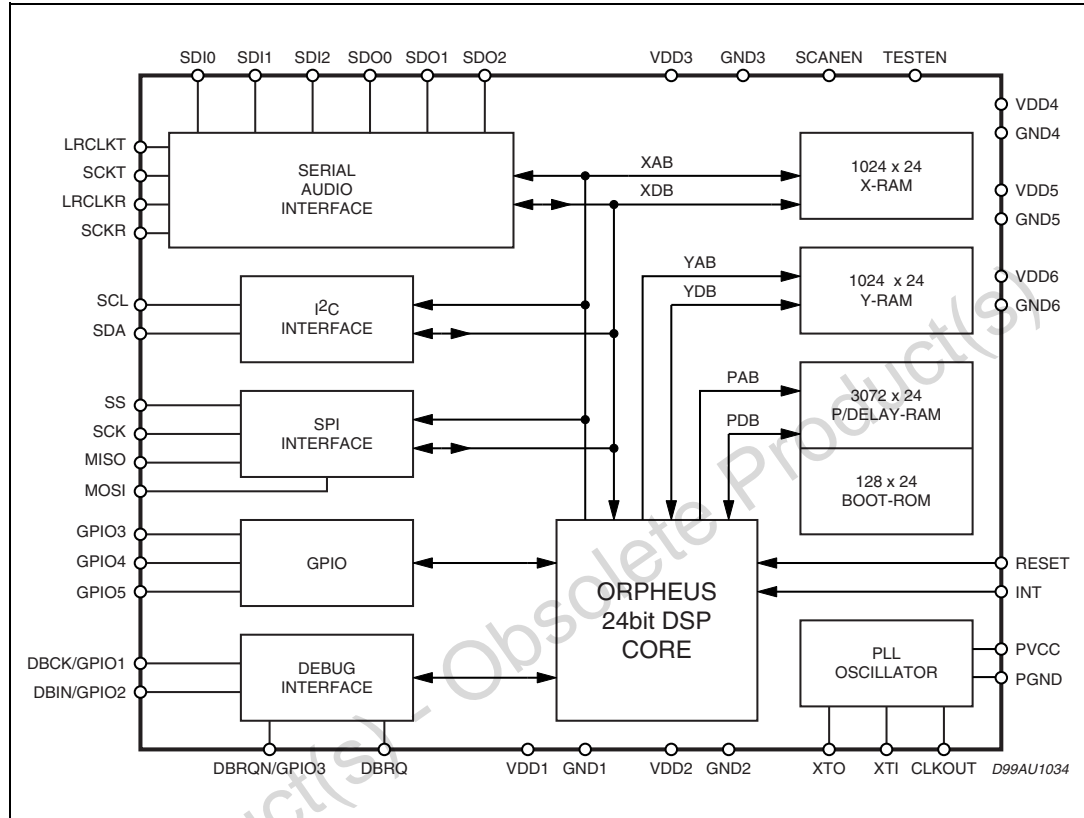 SDI0 SDI1 SDI2 SDO0 SDO1 SDO2 VDD3 GND3 SCANEN TESTEN
VDD4
GND4
VDD5
GND5
VDD6
GND6
LRCLKT
SCKT
LRCLKR
SCKR
SERIAL
AUDIO
INTERFACE
XAB
XDB
1024 x 24
X-RAM
SCL
SDA
I2C
INTERFACE
YAB
YDB
1024 x 24
Y-RAM
SS
SCK
MISO
MOSI
SPI
INTERFACE
PAB
PDB
3072 x 24
P/DELAY-RAM
128 x 24
BOOT-ROM
GPIO3
GPIO4
GPIO5
GPIO
ORPHEUS
24bit DSP
CORE
RESET
INT
DBCK/GPIO1
DBIN/GPIO2
DEBUG
INTERFACE
PLL
OSCILLATOR
PVCC
PGND
DBRQN/GPIO3 DBRQ VDD1 GND1 VDD2 GND2 XTO XTI CLKOUT D99AU1034
uct(s) - Obsolete Product(s)